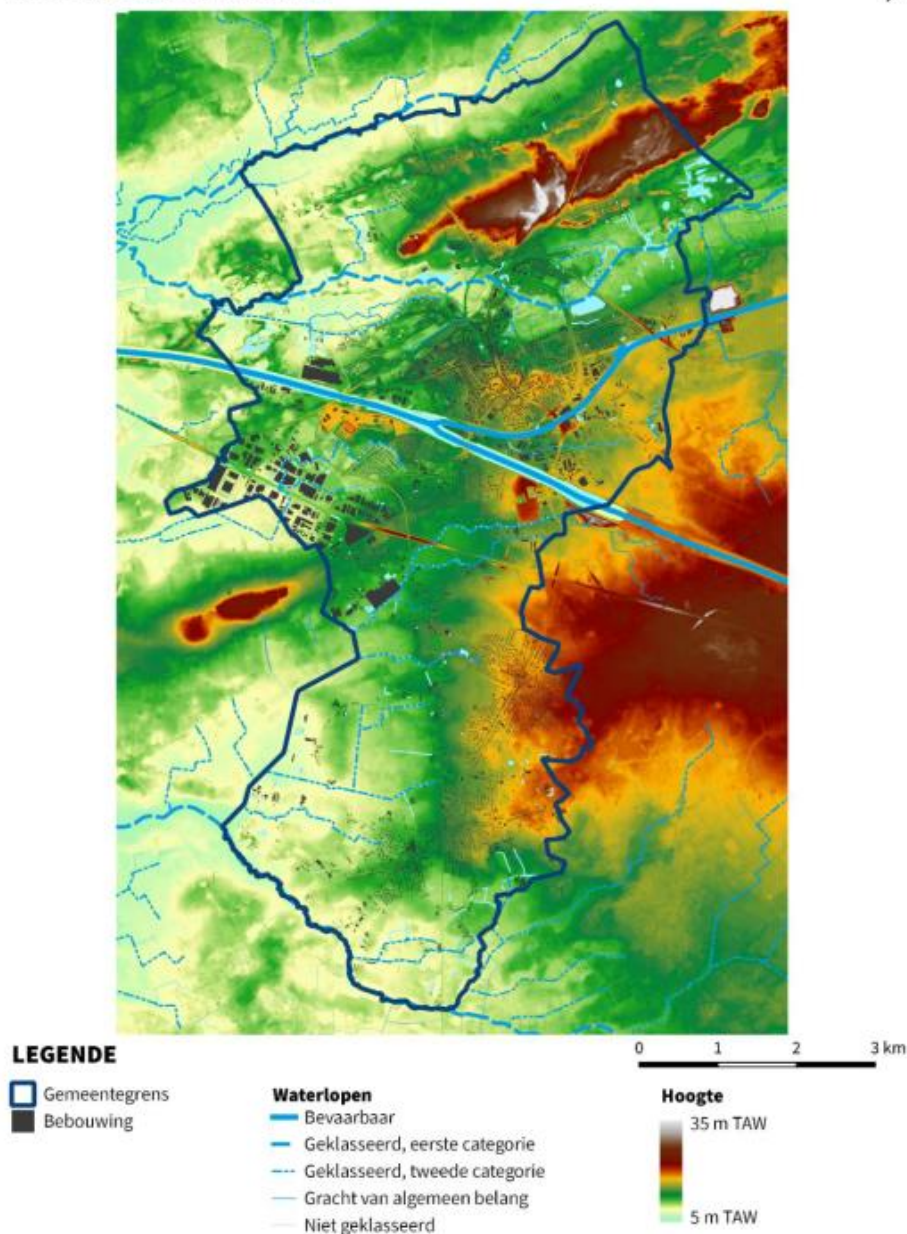 LEGENDE
Gemeentegrens
Bebouwing
Waterlopen
Bevaarbaar
Geklasseerd, eerste categorie
Geklasseerd, tweede categorie
Gracht van algemeen belang
Niet geklasseerd
0 1 2 3 km
Hoogte
35 m TAW
5 m TAW